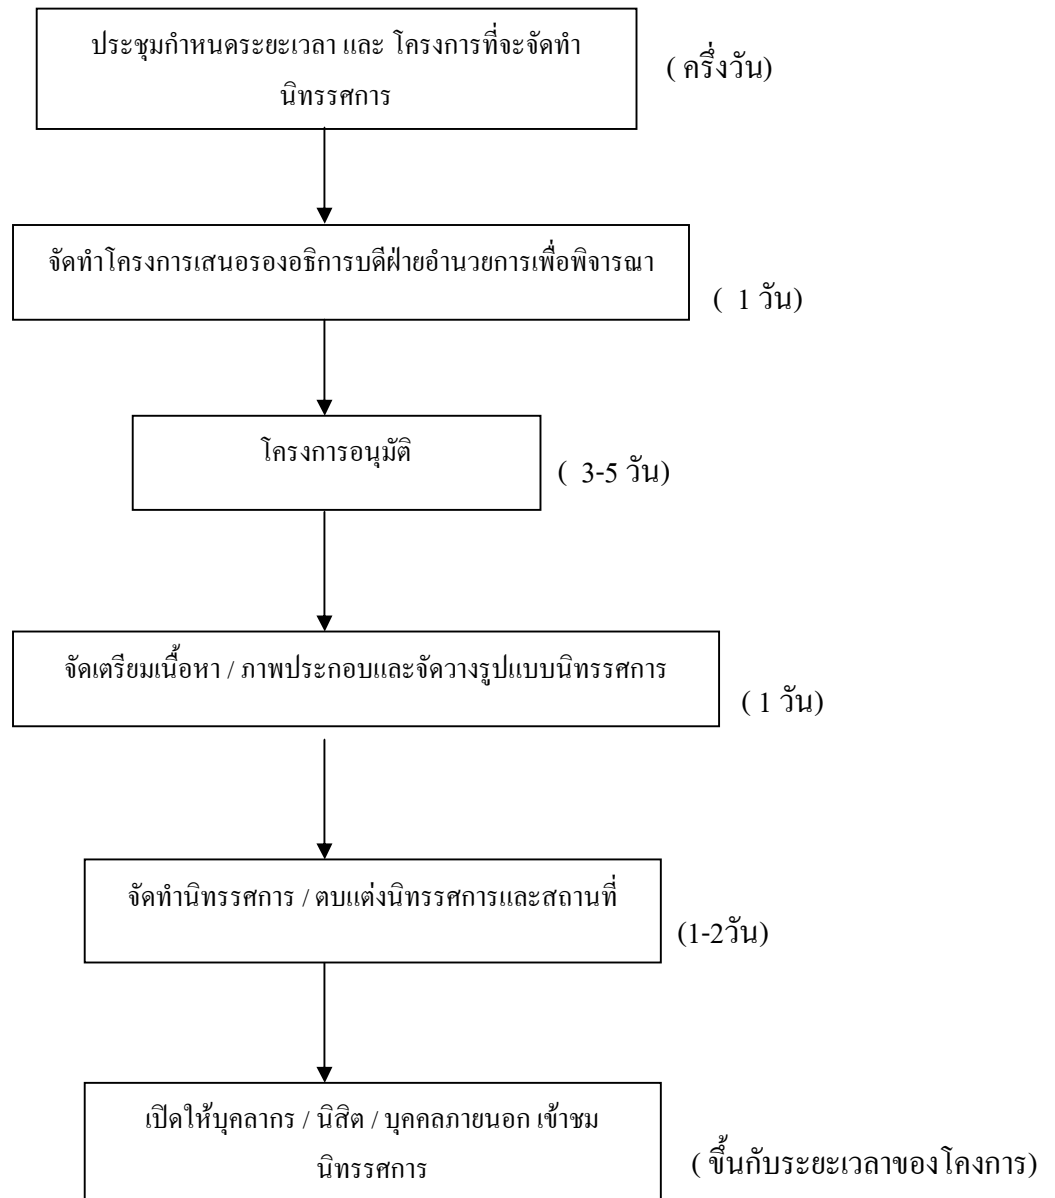 ประชุมกำหนดระยะเวลา และ โครงการที่จะจัดทำ
นิทรรศการ
( ครึ่งวัน)
จัดทำโครงการเสนอรองอธิการบดีฝ่ายอำนวยการเพื่อพิจารณา
( 1 วัน)
โครงการอนุมัติ
( 3-5 วัน)
จัดเตรียมเนื้อหา / ภาพประกอบและจัดวางรูปแบบนิทรรศการ
( 1 วัน)
จัดทำนิทรรศการ / ตบแต่งนิทรรศการและสถานที่
(1-2วัน)
เปิดให้บุคลากร / นิสิต / บุคคลภายนอก เข้าชม
นิทรรศการ
( ขึ้นกับระยะเวลาของโคงการ)